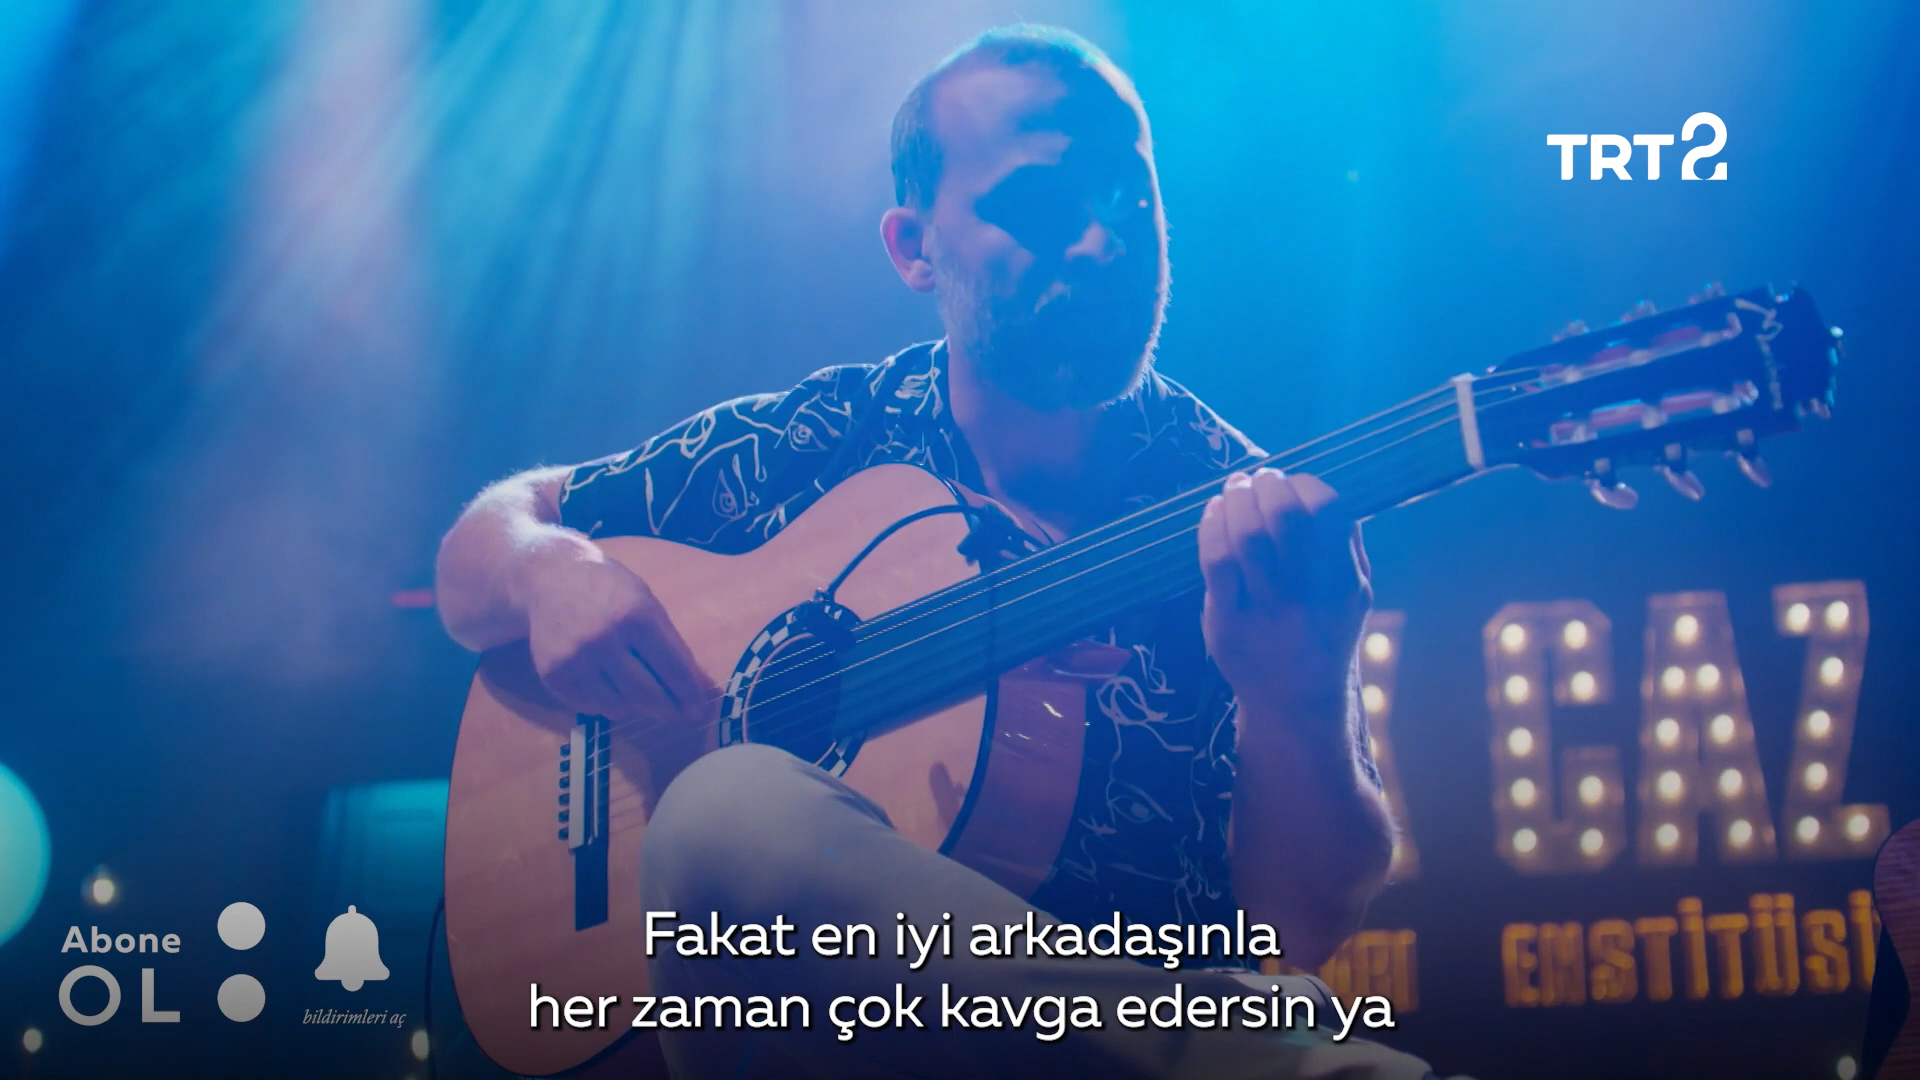 TRT2
CAZ
ENSTİTÜSÜ
Abone
OL
bildirimleri aç
Fakat en iyi arkadaşınla
her zaman çok kavga edersin ya